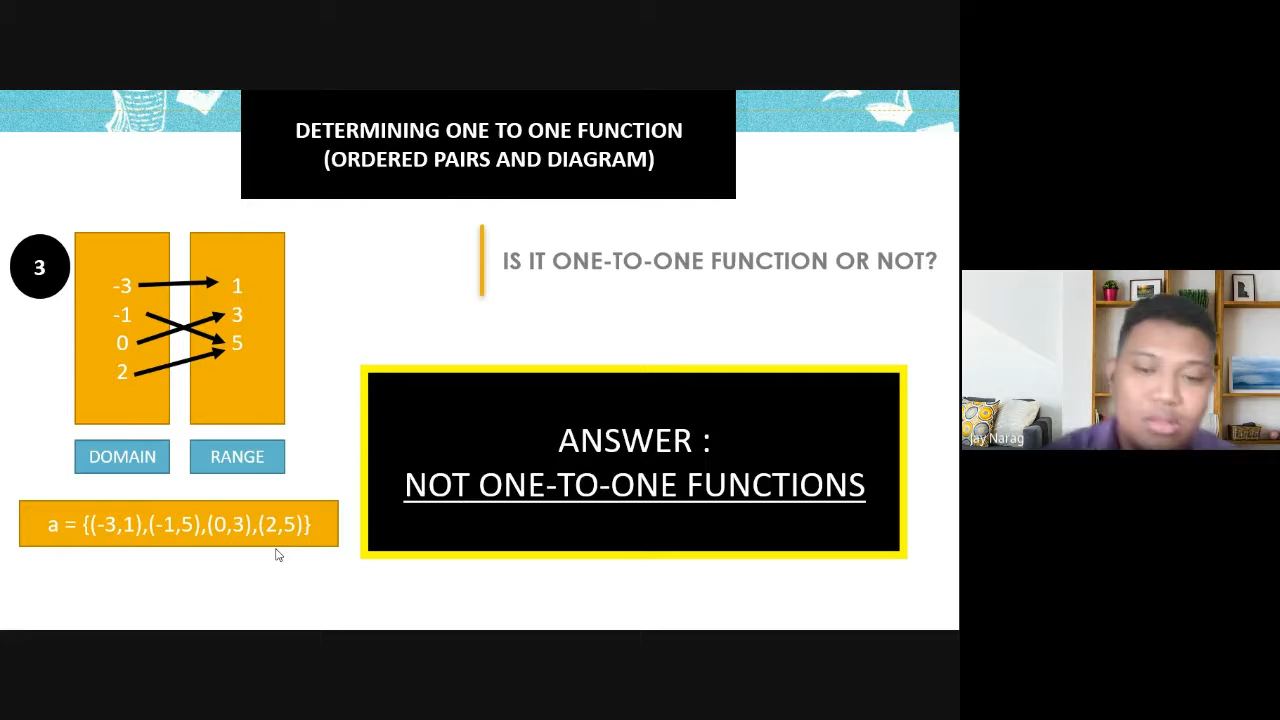 DETERMINING ONE TO ONE FUNCTION
(ORDERED PAIRS AND DIAGRAM)
3
IS IT ONE-TO-ONE FUNCTION OR NOT?
-3 1
-1 3
0 5
2
DOMAIN RANGE
a = {(-3,1),(-1,5),(0,3),(2,5)}
ANSWER :
NOT ONE-TO-ONE FUNCTIONS
Jay Narag